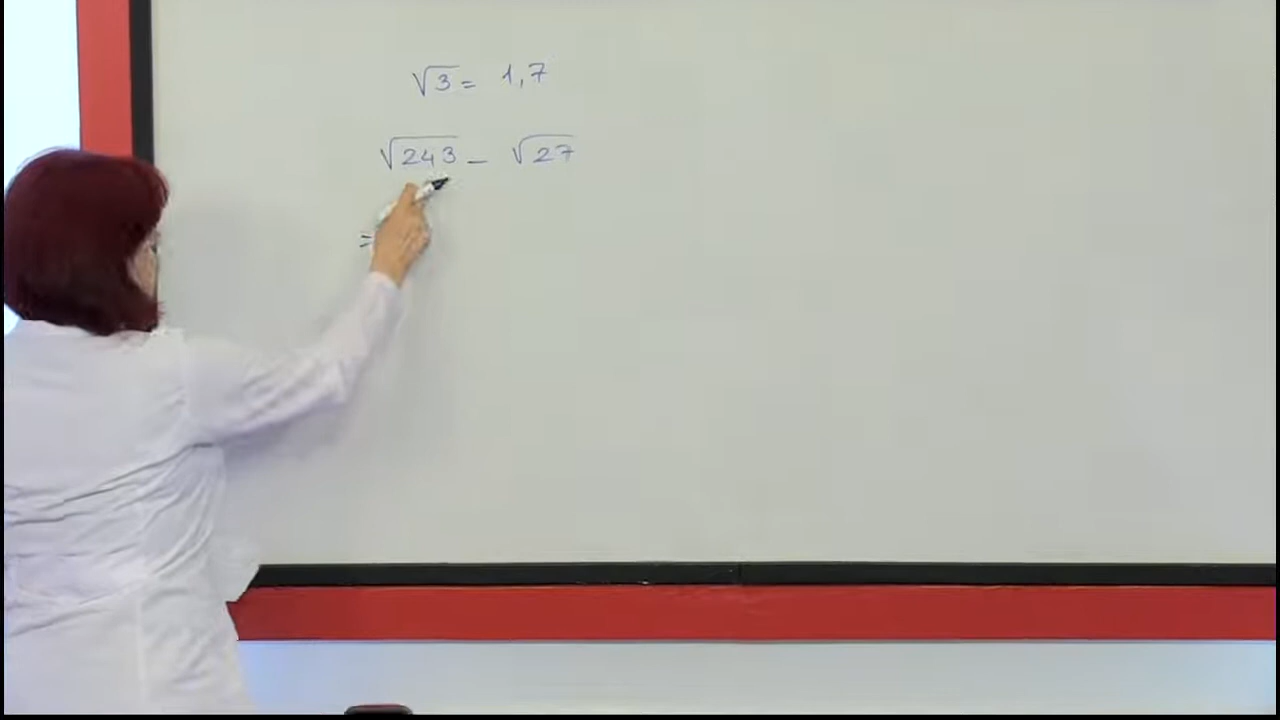 √3 = 1,7
√243 - √27
=